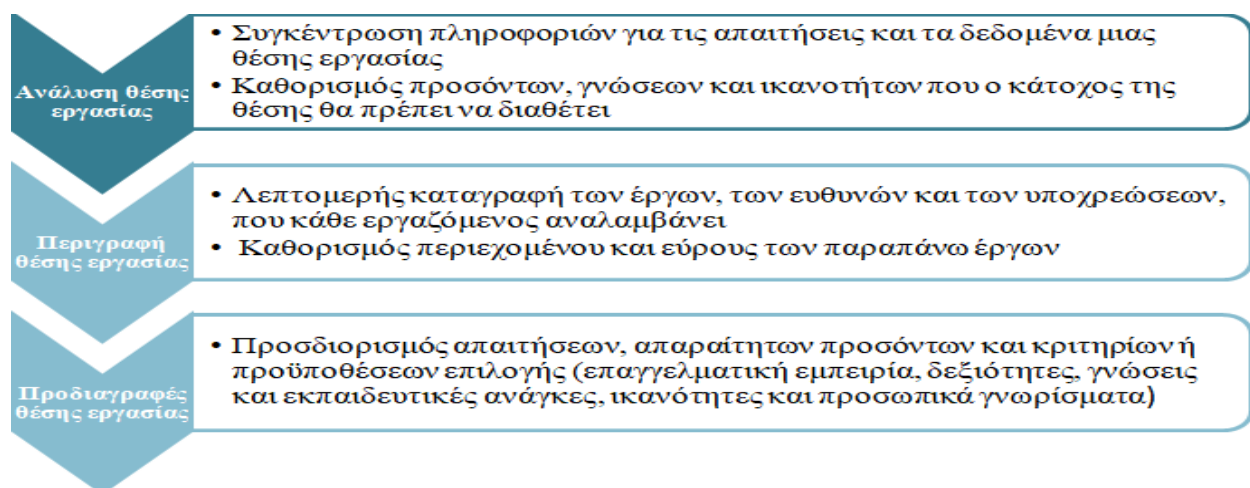 Ανάλυση θέσης
εργασίας
• Συγκέντρωση πληροφοριών για τις απαιτήσεις και τα δεδομένα μιας
θέσης εργασίας
• Καθορισμός προσόντων, γνώσεων και ικανοτήτων που ο κάτοχος της
θέσης θα πρέπει να διαθέτει
Περιγραφή
θέσης εργασίας
• Λεπτομερής καταγραφή των έργων, των ευθυνών και των υποχρεώσεων,
που κάθε εργαζόμενος αναλαμβάνει
• Καθορισμός περιεχομένου και εύρους των παραπάνω έργων
Προδιαγραφές
θέσης εργασίας
• Προσδιορισμός απαιτήσεων, απαραίτητων προσόντων και κριτηρίων ή
προϋποθέσεων επιλογής (επαγγελματική εμπειρία, δεξιότητες, γνώσεις
και εκπαιδευτικές ανάγκες, ικανότητες και προσωπικά γνωρίσματα)